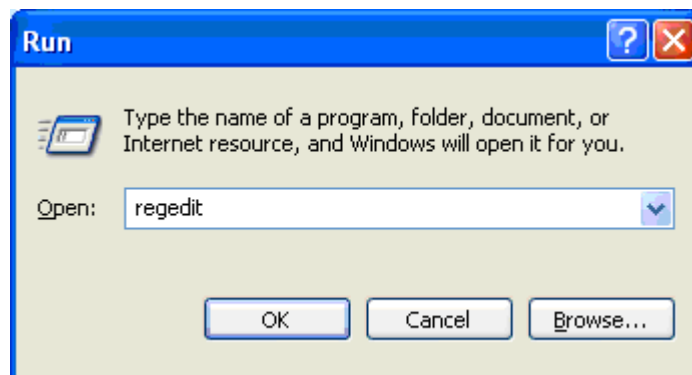 Run
Type the name of a program, folder, document, or
Internet resource, and Windows will open it for you.
Open: regedit
OK Cancel Browse...